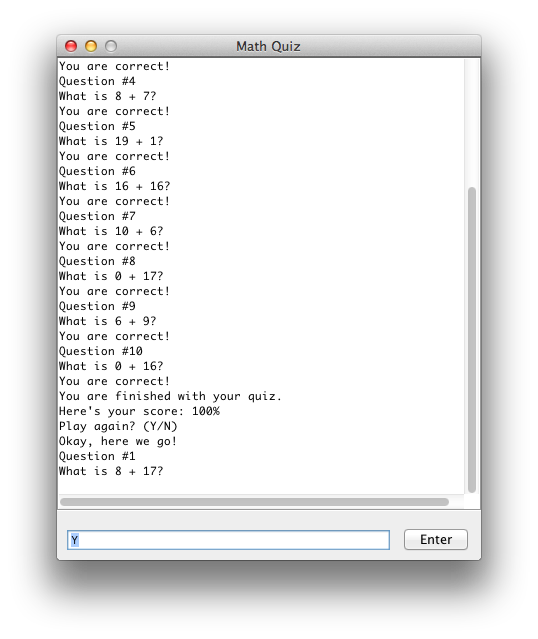 Math Quiz
You are correct!
Question #4
What is 8 + 7?
You are correct!
Question #5
What is 19 + 1?
You are correct!
Question #6
What is 16 + 16?
You are correct!
Question #7
What is 10 + 6?
You are correct!
Question #8
What is 0 + 17?
You are correct!
Question #9
What is 6 + 9?
You are correct!
Question #10
What is 0 + 16?
You are correct!
You are finished with your quiz.
Here's your score: 100%
Play again? (Y/N)
Okay, here we go!
Question #1
What is 8 + 17?
Y
Enter